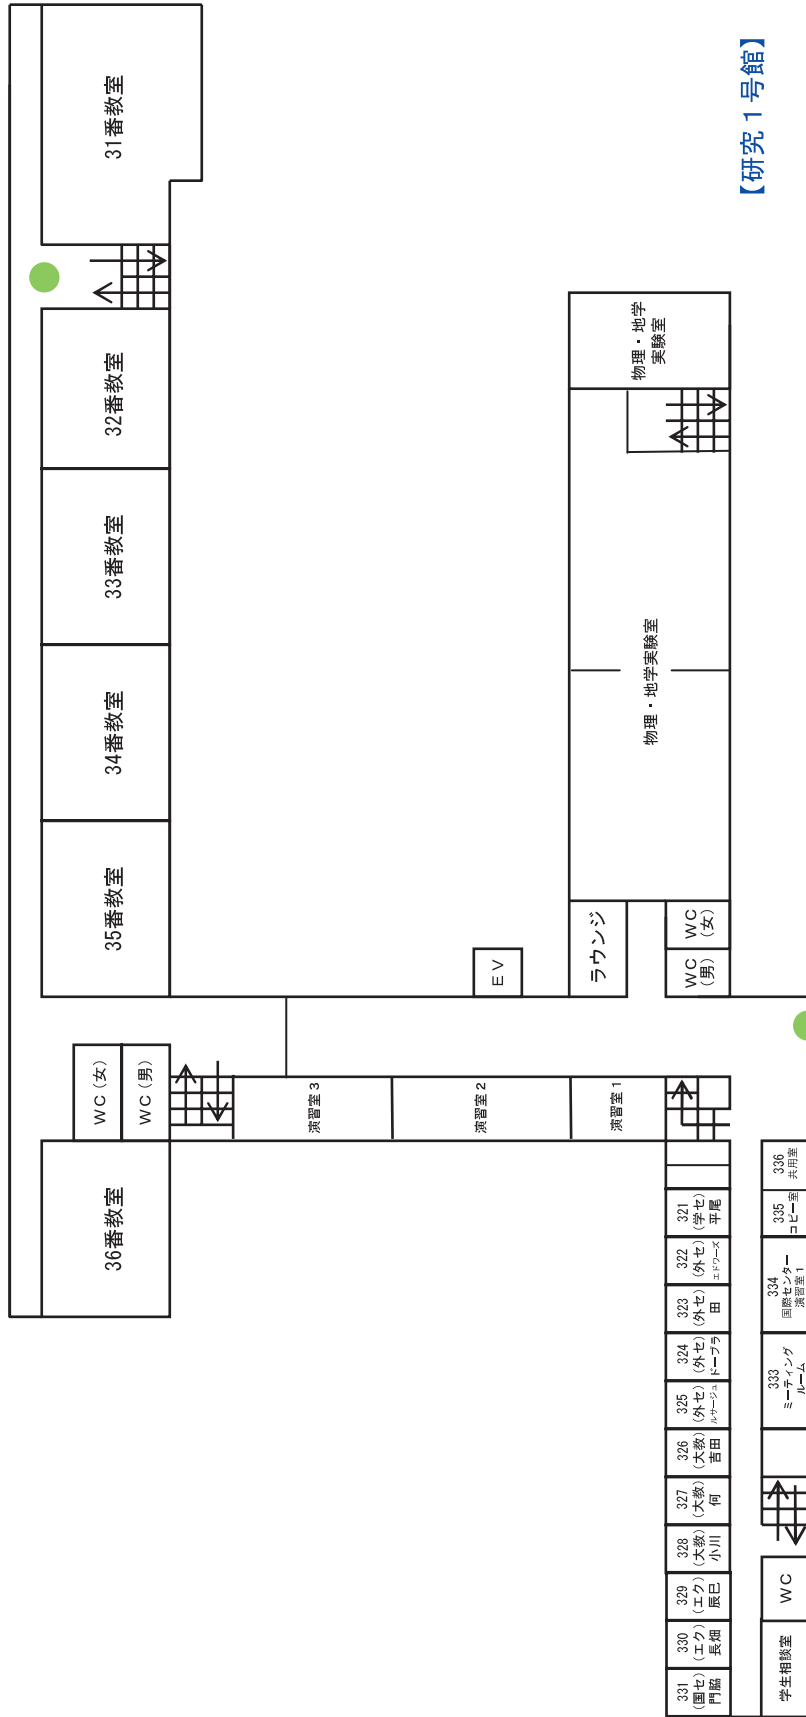 【研究１号館】
31番教室
32番教室
33番教室
34番教室
35番教室
36番教室
WC（女）
WC（男）
物理・地学
実験室
物理・地学実験室
ラウンジ
WC
（女）
WC
（男）
EV
演習室３
演習室２
演習室１
321
（学セ）
平尾
322
（外セ）
エドワーズ
323
（外セ）
田
324
（外セ）
ドーブラ
325
（外セ）
ルサージュ
326
（大教）
吉田
327
（大教）
何
328
（大教）
小川
329
（エク）
辰巳
330
（エク）
長畑
331
（国セ）
門脇
336
共用室
335
コピー室
334
国際センター
演習室１
333
ミーティング
ルーム
WC
学生相談室